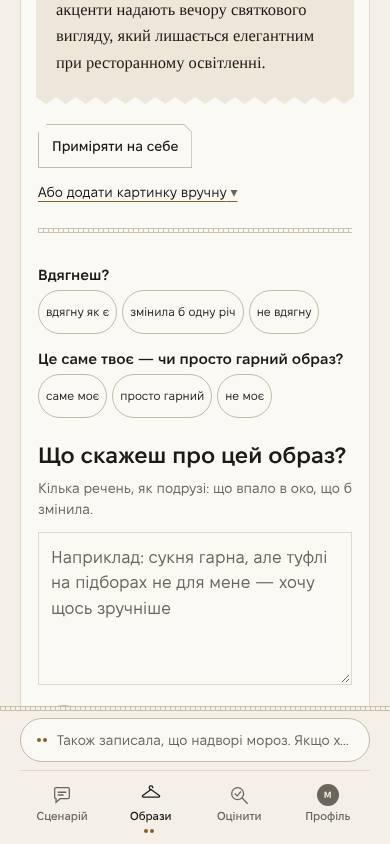 акценти надають вечору святкового
вигляду, який лишається елегантним
при ресторанному освітленні.
Приміряти на себе
Або додати картинку вручну ▾
Вдягнеш?
вдягну як є
змінила б одну річ
не вдягну
Це саме твоє — чи просто гарний образ?
саме моє
просто гарний
не моє
Що скажеш про цей образ?
Кілька речень, як подрузі: що впало в око, що б
змінила.
Наприклад: сукня гарна, але туфлі
на підборах не для мене — хочу
щось зручніше
Також записала, що надворі мороз. Якщо х...
Сценарій
Образи
Оцінити
М
Профіль